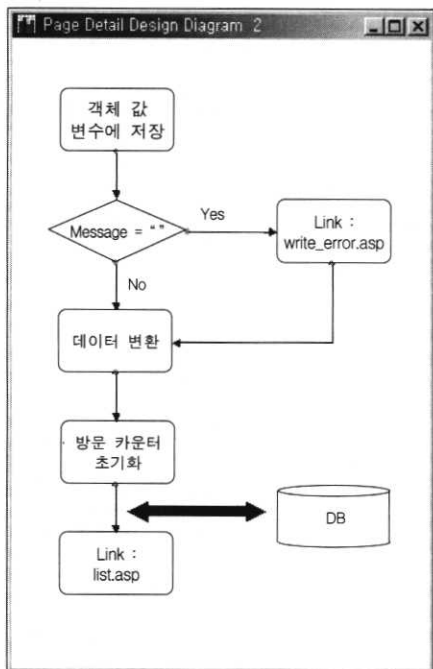 Page Detail Design Diagram 2
객체 값
변수에 저장
Message = “ ”
Yes
Link :
write_error.asp
No
데이터 변환
방문 카운터
초기화
DB
Link :
list.asp